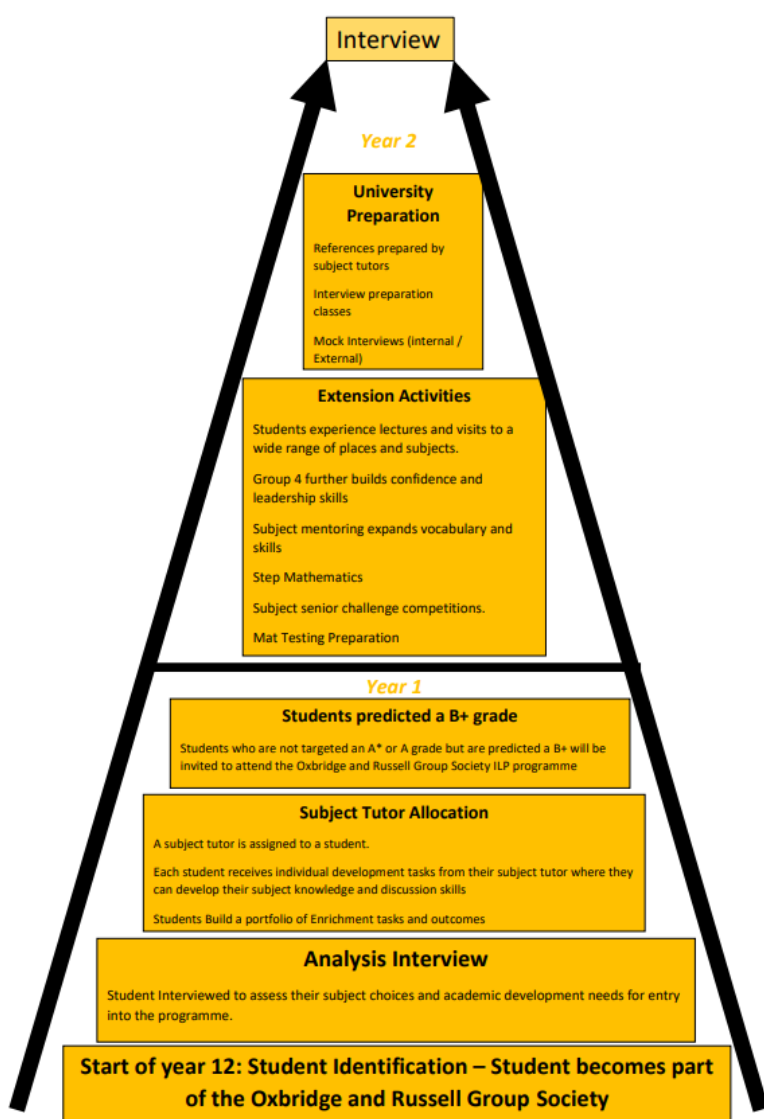 Interview
Year 2
University
Preparation
References prepared by
subject tutors
Interview preparation
classes
Mock Interviews (internal /
External)
Extension Activities
Students experience lectures and visits to a
wide range of places and subjects.
Group 4 further builds confidence and
leadership skills
Subject mentoring expands vocabulary and
skills
Step Mathematics
Subject senior challenge competitions.
Mat Testing Preparation
Year 1
Students predicted a B+ grade
Students who are not targeted an A* or A grade but are predicted a B+ will be
invited to attend the Oxbridge and Russell Group Society ILP programme
Subject Tutor Allocation
A subject tutor is assigned to a student.
Each student receives individual development tasks from their subject tutor where they
can develop their subject knowledge and discussion skills
Students Build a portfolio of Enrichment tasks and outcomes
Analysis Interview
Student Interviewed to assess their subject choices and academic development needs for entry
into the programme.
Start of year 12: Student Identification – Student becomes part
of the Oxbridge and Russell Group Society